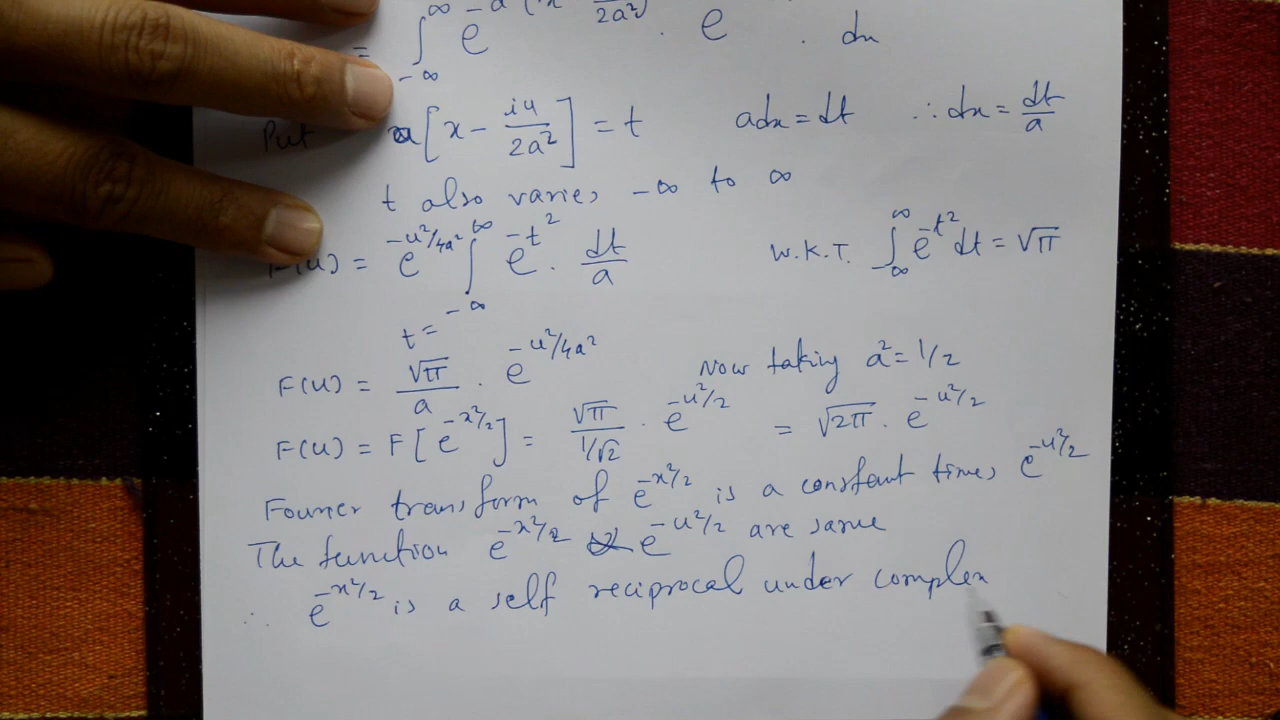 = ∫_{-∞}^{∞} e^{-a (x - 2a²)} . e . dx
Put a[x - iu/2a²] = t adx = dt ∴ dx = dt/a
t also varies -∞ to ∞
F(u) = e^{-u²/4a²} ∫_{t=-∞}^{∞} e^{-t²} . dt/a W.K.T. ∫_{-∞}^{∞} e^{-t²} dt = √π
F(u) = √π/a . e^{-u²/4a²} Now taking a² = 1/2
F(u) = F[e^{-x²/2}] = √π/(1/√2) . e^{-u²/2} = √2π . e^{-u²/2}
Fourier transform of e^{-x²/2} is a constant times e^{-u²/2}
The function e^{-x²/2} & e^{-u²/2} are same
∴ e^{-x²/2} is a self reciprocal under complex